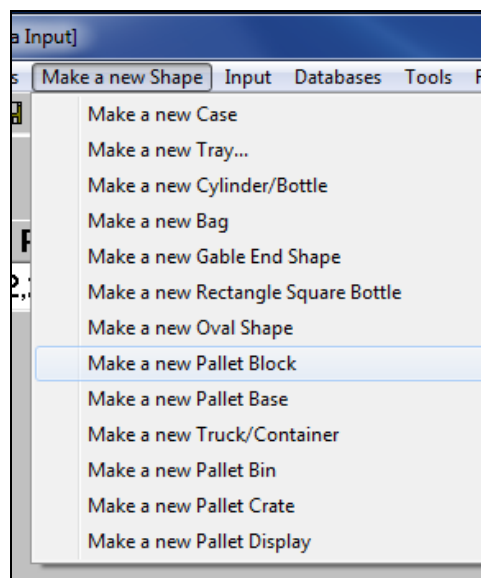 a Input]
s Make a new Shape Input Databases Tools
Make a new Case
Make a new Tray...
Make a new Cylinder/Bottle
Make a new Bag
Make a new Gable End Shape
Make a new Rectangle Square Bottle
Make a new Oval Shape
Make a new Pallet Block
Make a new Pallet Base
Make a new Truck/Container
Make a new Pallet Bin
Make a new Pallet Crate
Make a new Pallet Display